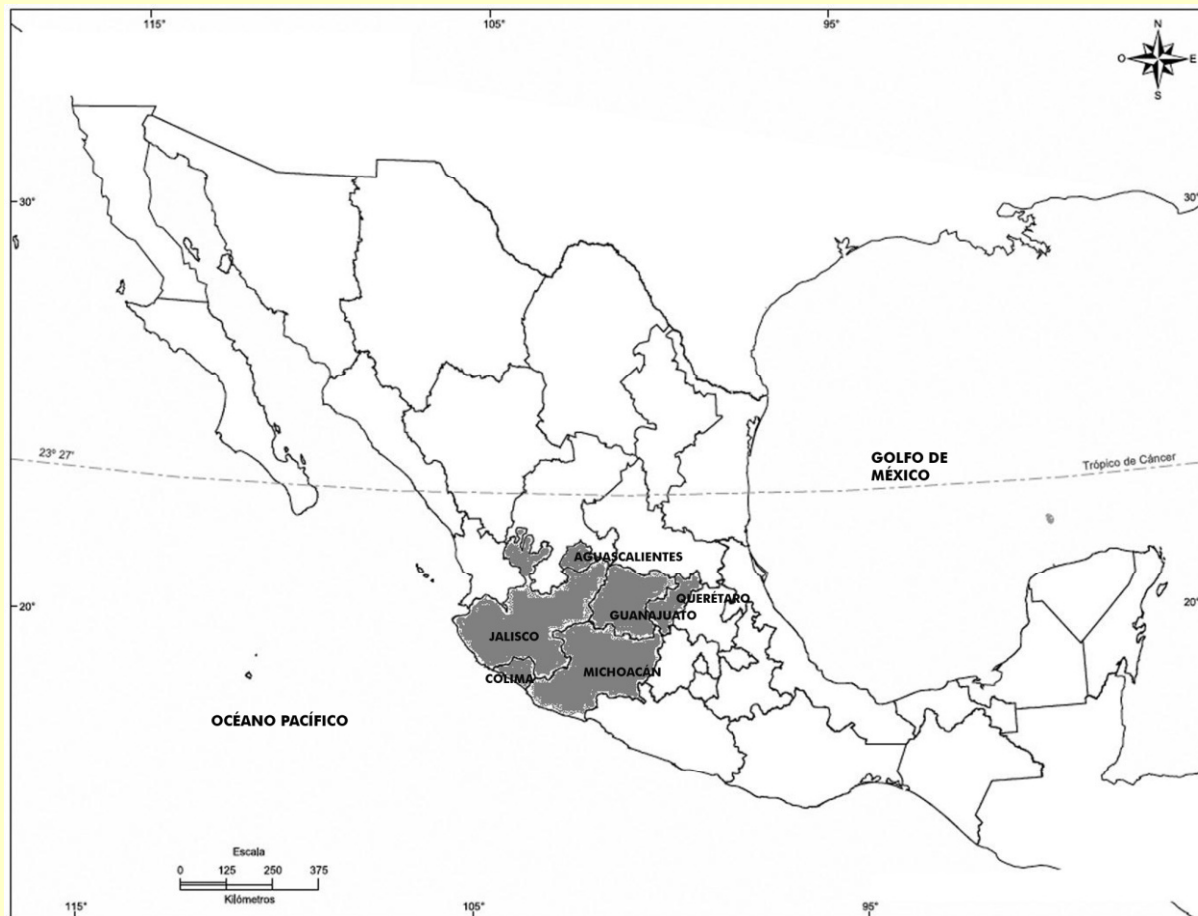 115°
105°
95°
N
O E
S
30°
30°
GOLFO DE
MÉXICO
23° 27'
Trópico de Càncer
AGUASCALIENTES
QUERÉTARO
20°
20°
GUANAJUATO
JALISCO
MICHOACÁN
COLIMA
OCÉANO PACÍFICO
Escala
0 125 250 375
Kilómetros
115°
105°
95°